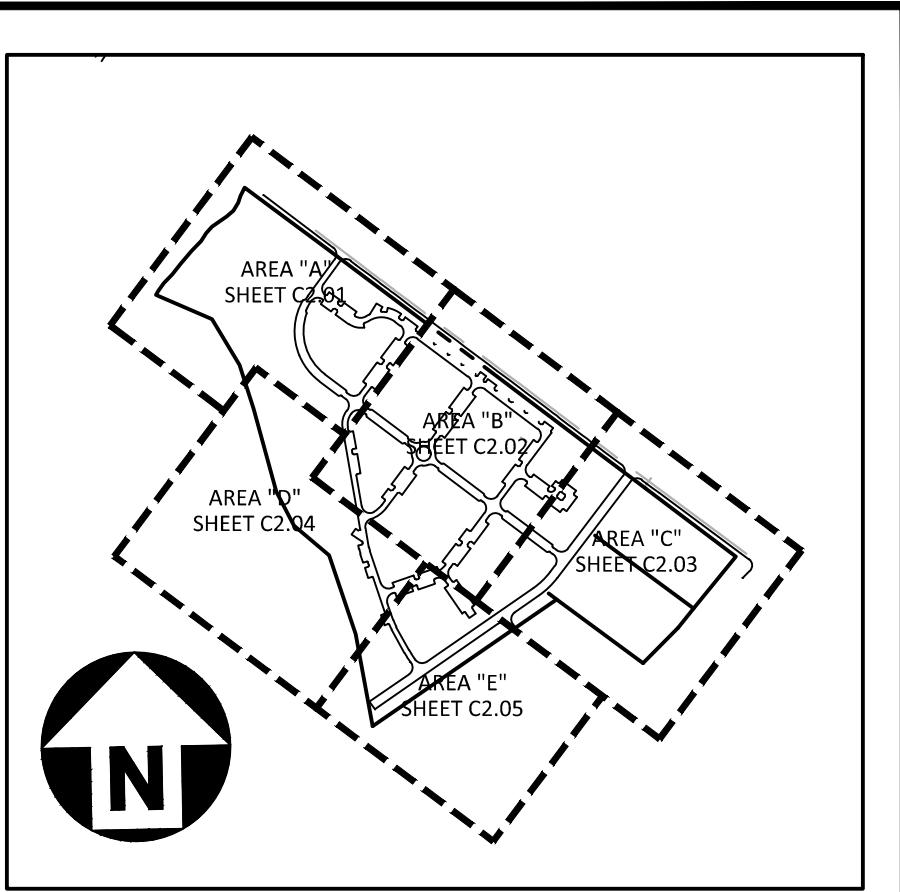 AREA "A"
SHEET C2.01
AREA "B"
SHEET C2.02
AREA "D"
SHEET C2.04
AREA "C"
SHEET C2.03
AREA "E"
SHEET C2.05
N